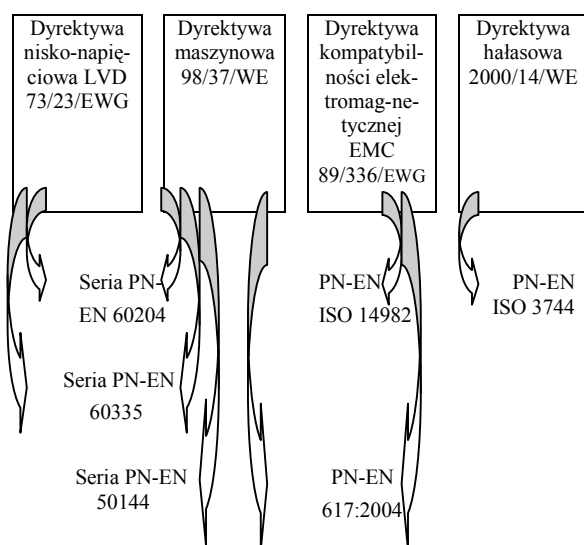 Dyrektywa
nisko-napię-
ciowa LVD
73/23/EWG
Dyrektywa
maszynowa
98/37/WE
Dyrektywa
kompatybil-
ności elek-
tromag-ne-
tycznej
EMC
89/336/EWG
Dyrektywa
hałasowa
2000/14/WE
Seria PN-
EN 60204
PN-EN
ISO 14982
PN-EN
ISO 3744
Seria PN-EN
60335
Seria PN-EN
50144
PN-EN
617:2004